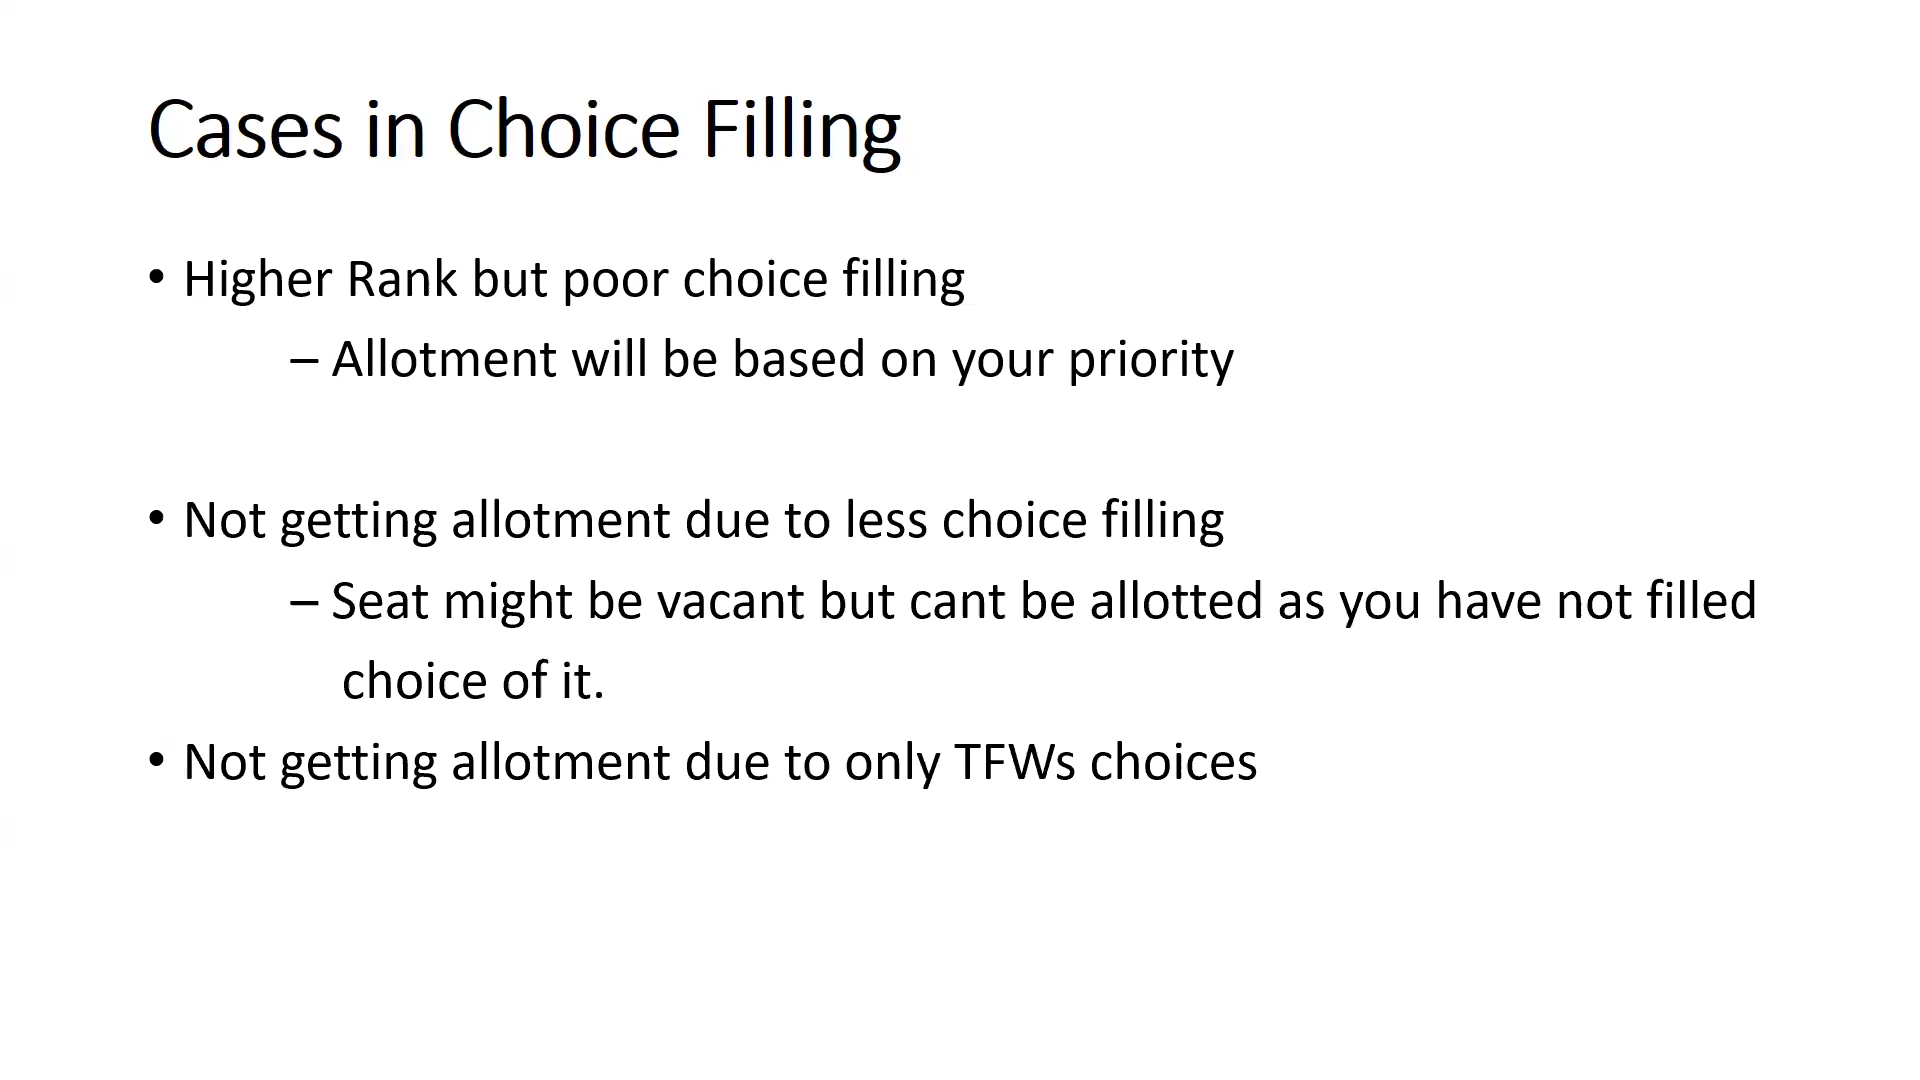 Cases in Choice Filling
• Higher Rank but poor choice filling
– Allotment will be based on your priority
• Not getting allotment due to less choice filling
– Seat might be vacant but cant be allotted as you have not filled
choice of it.
• Not getting allotment due to only TFWs choices